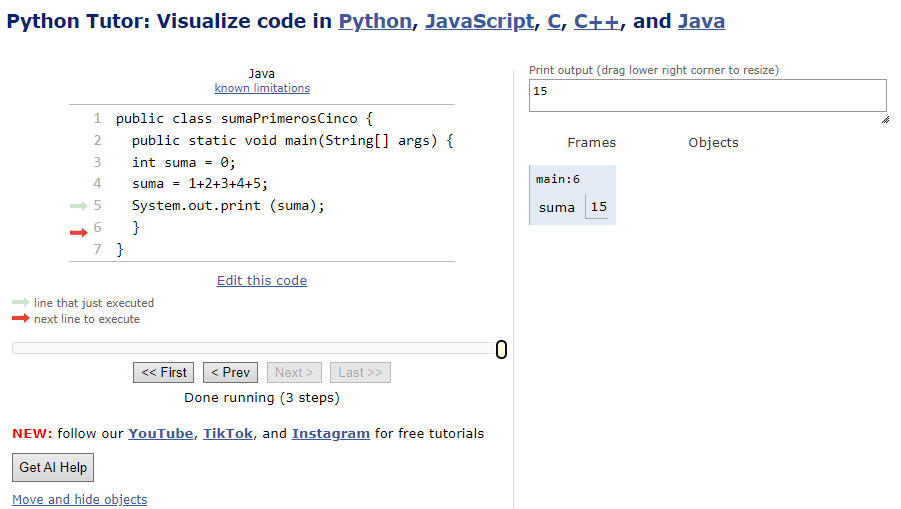 Python Tutor: Visualize code in Python, JavaScript, C, C++, and Java
Java
known limitations
1 public class sumaPrimerosCinco {
2 public static void main(String[] args) {
3 int suma = 0;
4 suma = 1+2+3+4+5;
5 System.out.print (suma);
6 }
7 }
Edit this code
line that just executed
next line to execute
<< First < Prev Next > Last >>
Done running (3 steps)
NEW: follow our YouTube, TikTok, and Instagram for free tutorials
Get AI Help
Move and hide objects
Print output (drag lower right corner to resize)
15
Frames Objects
main:6
suma 15